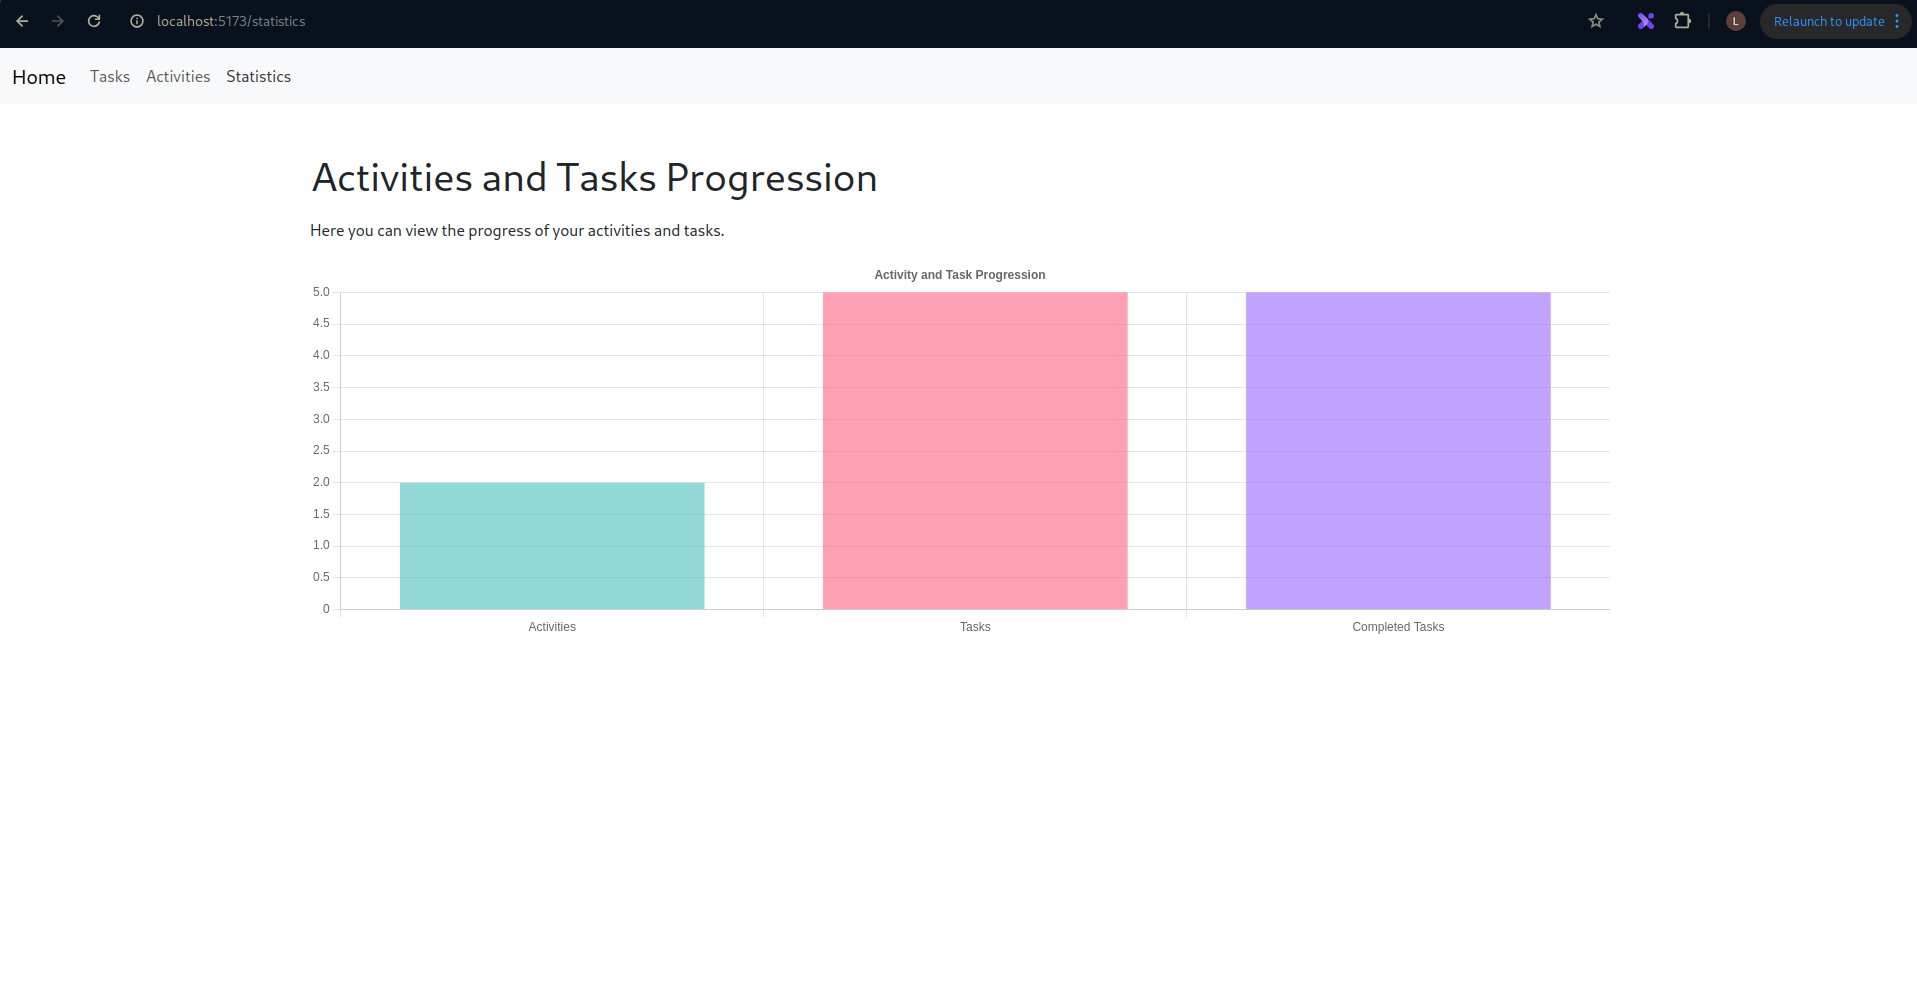 localhost:5173/statistics
L
Relaunch to update
Home Tasks Activities Statistics
Activities and Tasks Progression
Here you can view the progress of your activities and tasks.
Activity and Task Progression
5.0
4.5
4.0
3.5
3.0
2.5
2.0
1.5
1.0
0.5
0
Activities Tasks Completed Tasks